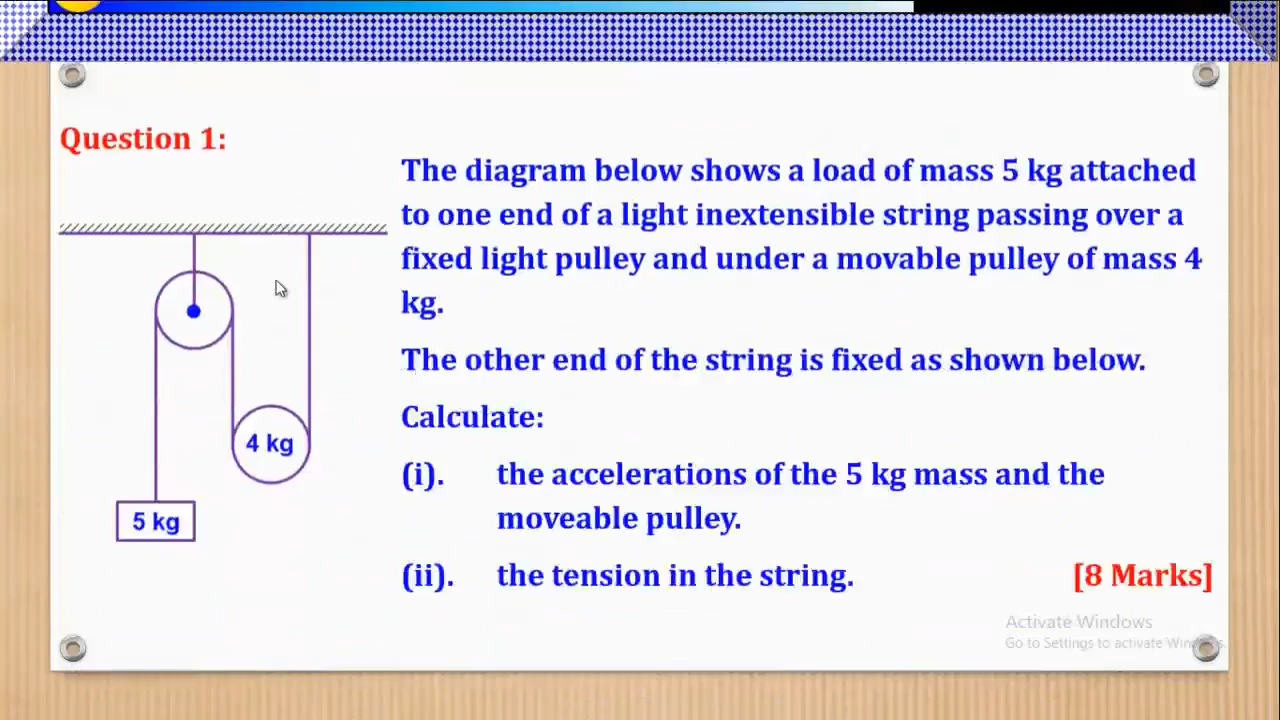 Question 1:
The diagram below shows a load of mass 5 kg attached
to one end of a light inextensible string passing over a
fixed light pulley and under a movable pulley of mass 4
kg.
The other end of the string is fixed as shown below.
Calculate:
(i). the accelerations of the 5 kg mass and the
moveable pulley.
(ii). the tension in the string. [8 Marks]
4 kg
5 kg
Activate Windows
Go to Settings to activate Windows.